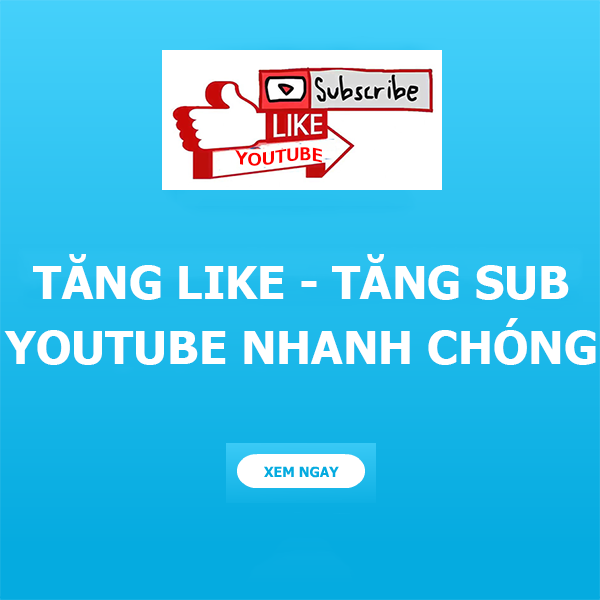 Subscribe
LIKE
YOUTUBE
TĂNG LIKE - TĂNG SUB
YOUTUBE NHANH CHÓNG
XEM NGAY